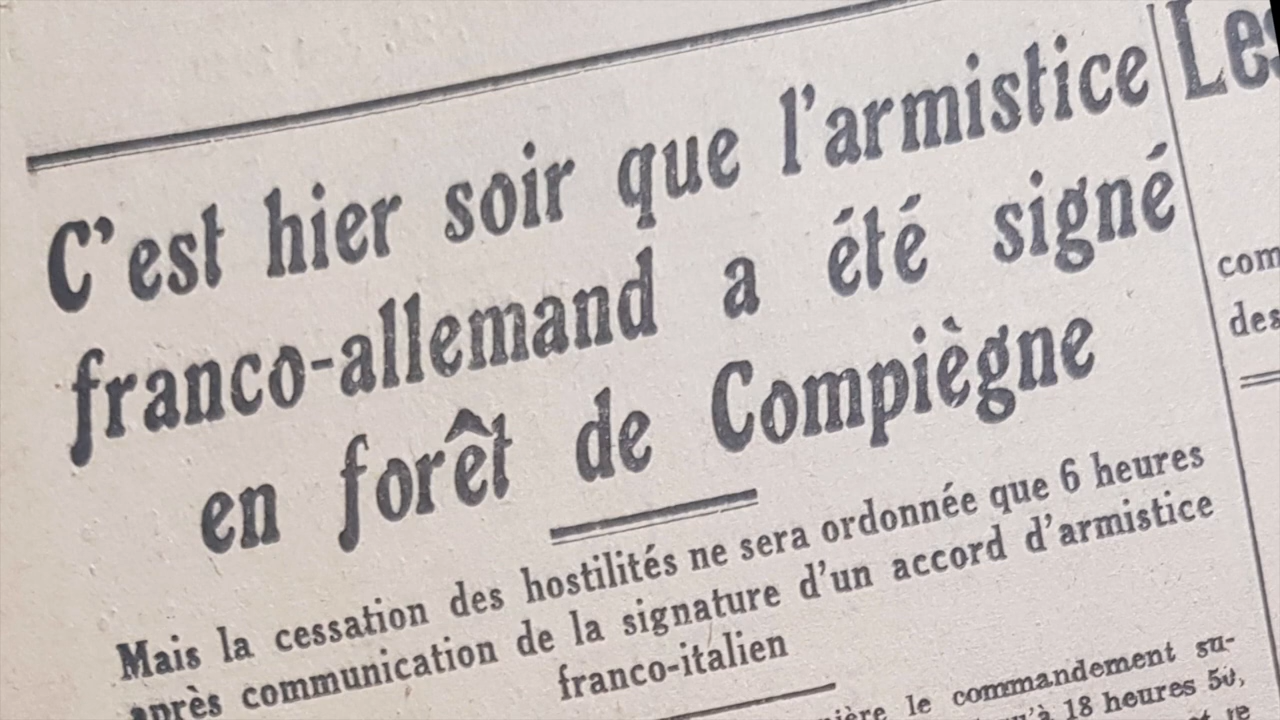 C'est hier soir que l'armistice
franco-allemand a été signé
en forêt de Compiègne
Mais la cessation des hostilités ne sera ordonnée que 6 heures
après communication de la signature d'un accord d'armistice
franco-italien
le commandement su-
18 heures 50,
Les
com
des